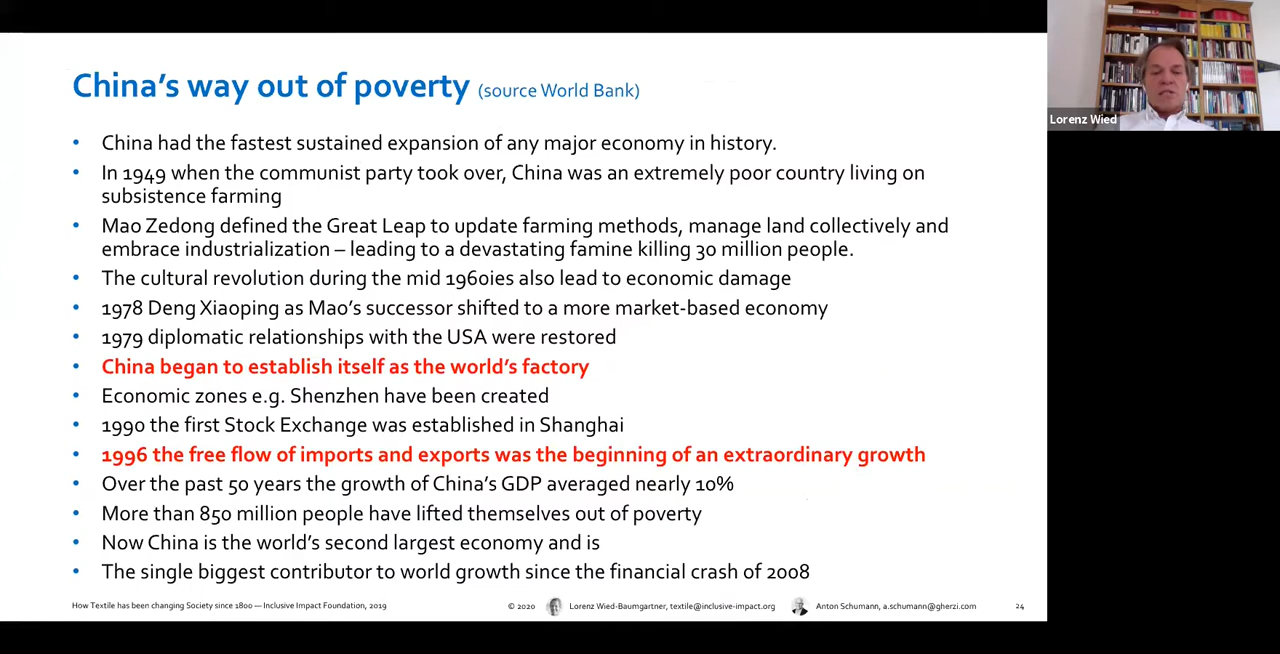 China's way out of poverty (source World Bank)
• China had the fastest sustained expansion of any major economy in history.
• In 1949 when the communist party took over, China was an extremely poor country living on
subsistence farming
• Mao Zedong defined the Great Leap to update farming methods, manage land collectively and
embrace industrialization – leading to a devastating famine killing 30 million people.
• The cultural revolution during the mid 1960ies also lead to economic damage
• 1978 Deng Xiaoping as Mao's successor shifted to a more market-based economy
• 1979 diplomatic relationships with the USA were restored
• China began to establish itself as the world's factory
• Economic zones e.g. Shenzhen have been created
• 1990 the first Stock Exchange was established in Shanghai
• 1996 the free flow of imports and exports was the beginning of an extraordinary growth
• Over the past 50 years the growth of China's GDP averaged nearly 10%
• More than 850 million people have lifted themselves out of poverty
• Now China is the world's second largest economy and is
• The single biggest contributor to world growth since the financial crash of 2008
How Textile has been changing Society since 1800 — Inclusive Impact Foundation, 2019
© 2020 Lorenz Wied-Baumgartner, textile@inclusive-impact.org Anton Schumann, a.schumann@gherzi.com 24
Lorenz Wied